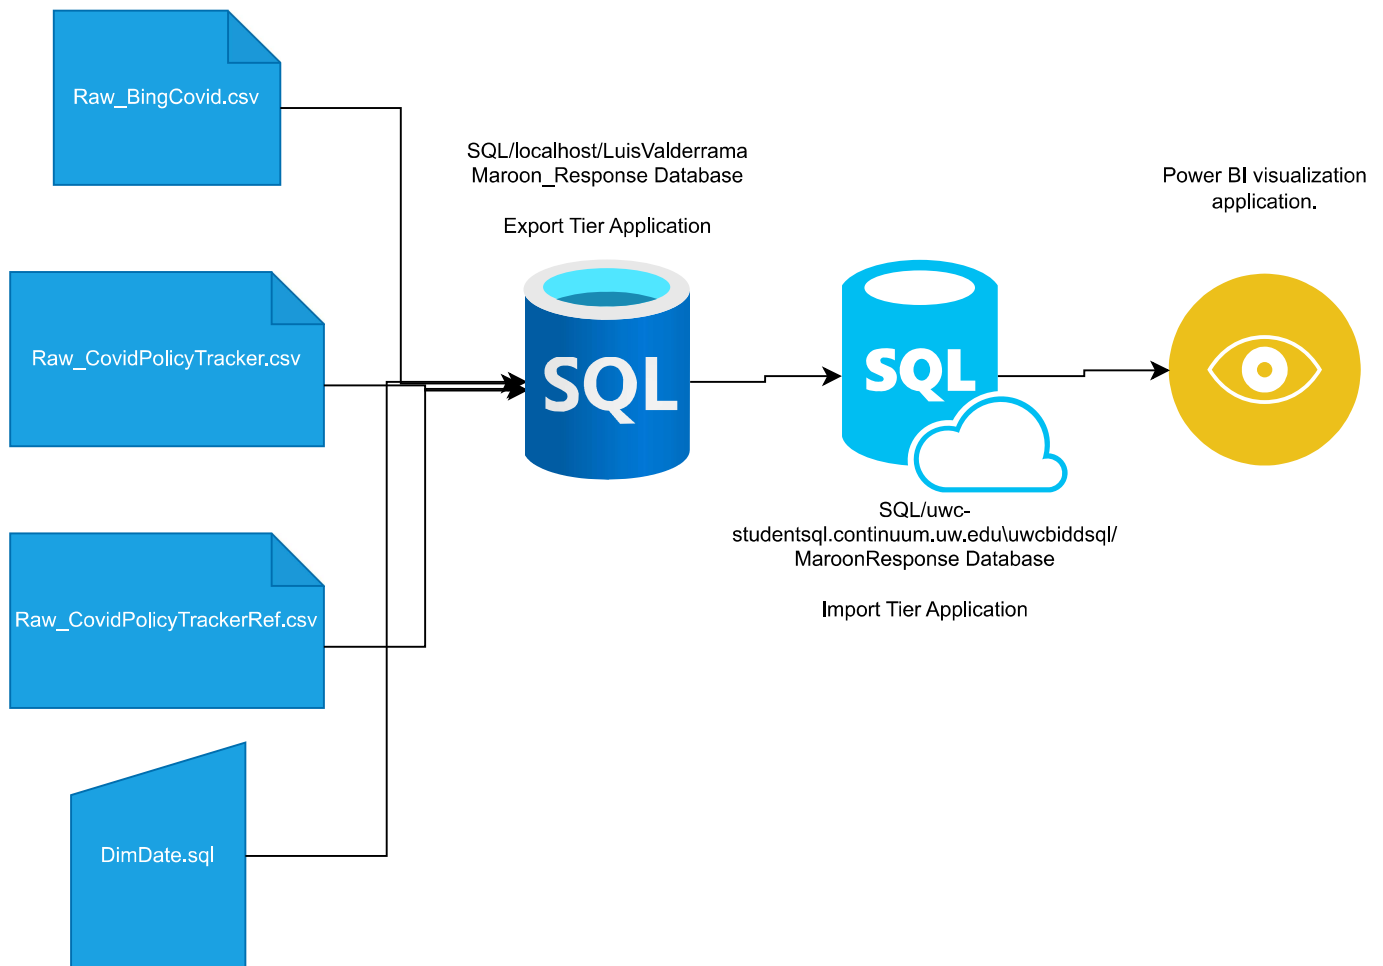 Raw_BingCovid.csv
SQL/localhost/LuisValderrama
Maroon_Response Database
Export Tier Application
Power BI visualization
application.
Raw_CovidPolicyTracker.csv
SQL
SQL
SQL/uwc-
studentsql.continuum.uw.edu\uwcbiddsql/
MaroonResponse Database
Import Tier Application
Raw_CovidPolicyTrackerRef.csv
DimDate.sql